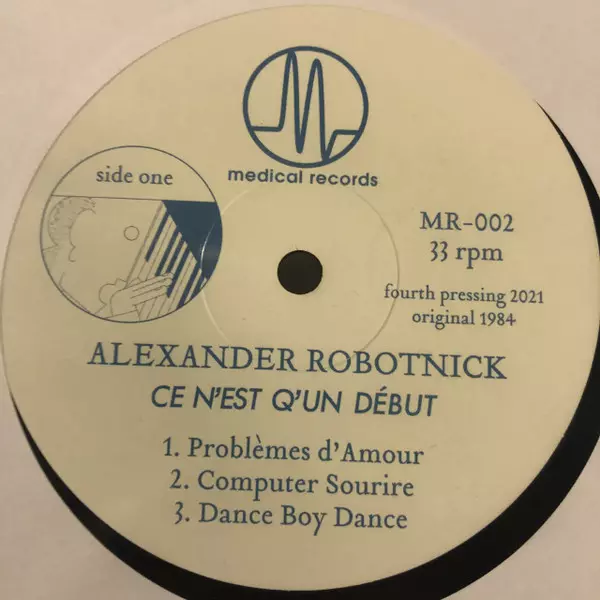 medical records
side one
MR-002
33 rpm
fourth pressing 2021
original 1984
ALEXANDER ROBOTNICK
CE N'EST Q'UN DÉBUT
1. Problèmes d'Amour
2. Computer Sourire
3. Dance Boy Dance